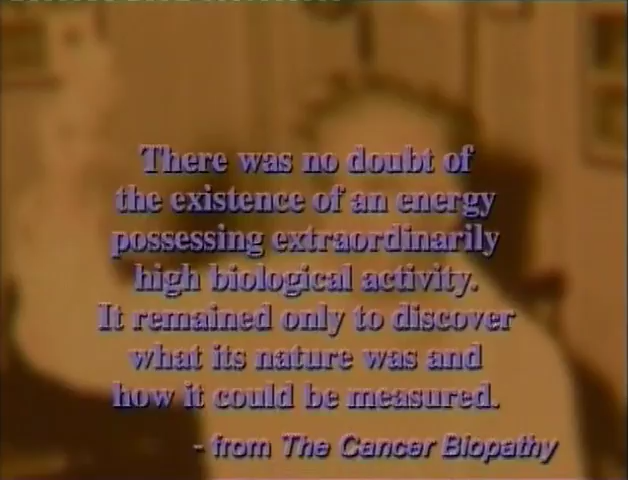 There was no doubt of
the existence of an energy
possessing extraordinarily
high biological activity.
It remained only to discover
what its nature was and
how it could be measured.
- from The Cancer Biopathy